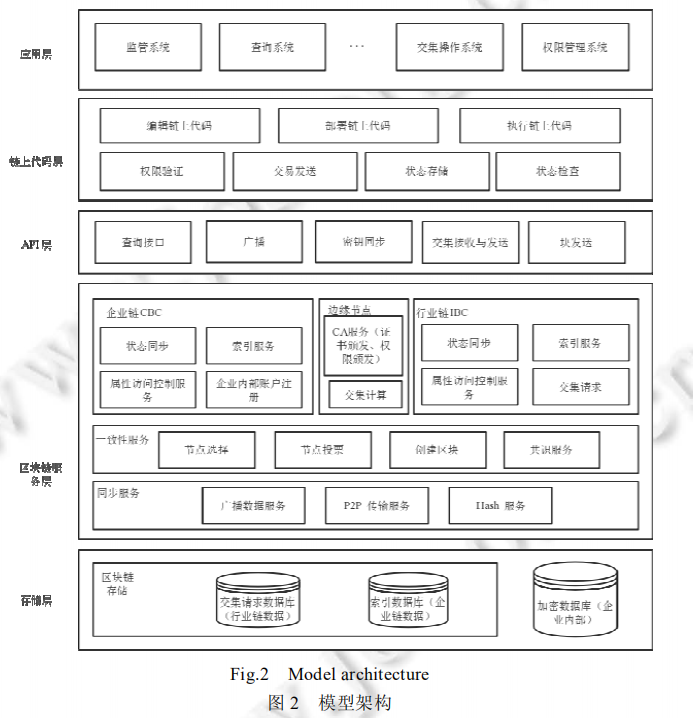 应用层
监管系统
查询系统
...
交集操作系统
权限管理系统
链上代码层
编辑链上代码
部署链上代码
执行链上代码
权限验证
交易发送
状态存储
状态检查
API 层
查询接口
广播
密钥同步
交集接收与发送
块发送
区块链服
务层
企业链CBC
状态同步
索引服务
属性访问控制服
务
企业内部账户注
册
边缘节点
CA服务（证
书颁发、权
限颁发）
交集计算
行业链IBC
状态同步
索引服务
属性访问控制服
务
交集请求
一致性服务
节点选择
节点投票
创建区块
共识服务
同步服务
广播数据服务
P2P 传输服务
Hash 服务
存储层
区块链
存储
交集请求数据库
（行业链数据）
索引数据库（企
业链数据）
加密数据库（企
业内部）
Fig.2 Model architecture
图 2 模型架构